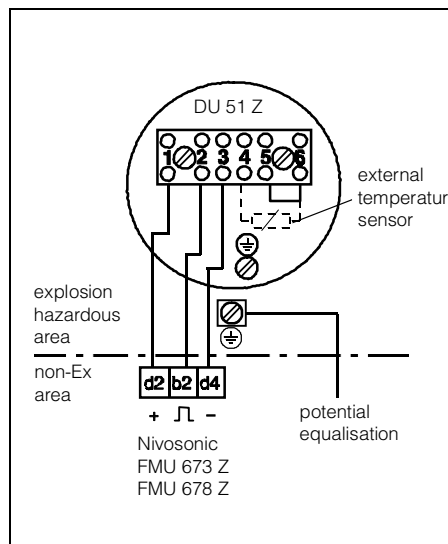 DU 51 Z
1 2 3 4 5 6
external
temperatur
sensor
explosion
hazardous
area
non-Ex
area
d2 b2 d4
+ ⎍ −
potential
equalisation
Nivosonic
FMU 673 Z
FMU 678 Z